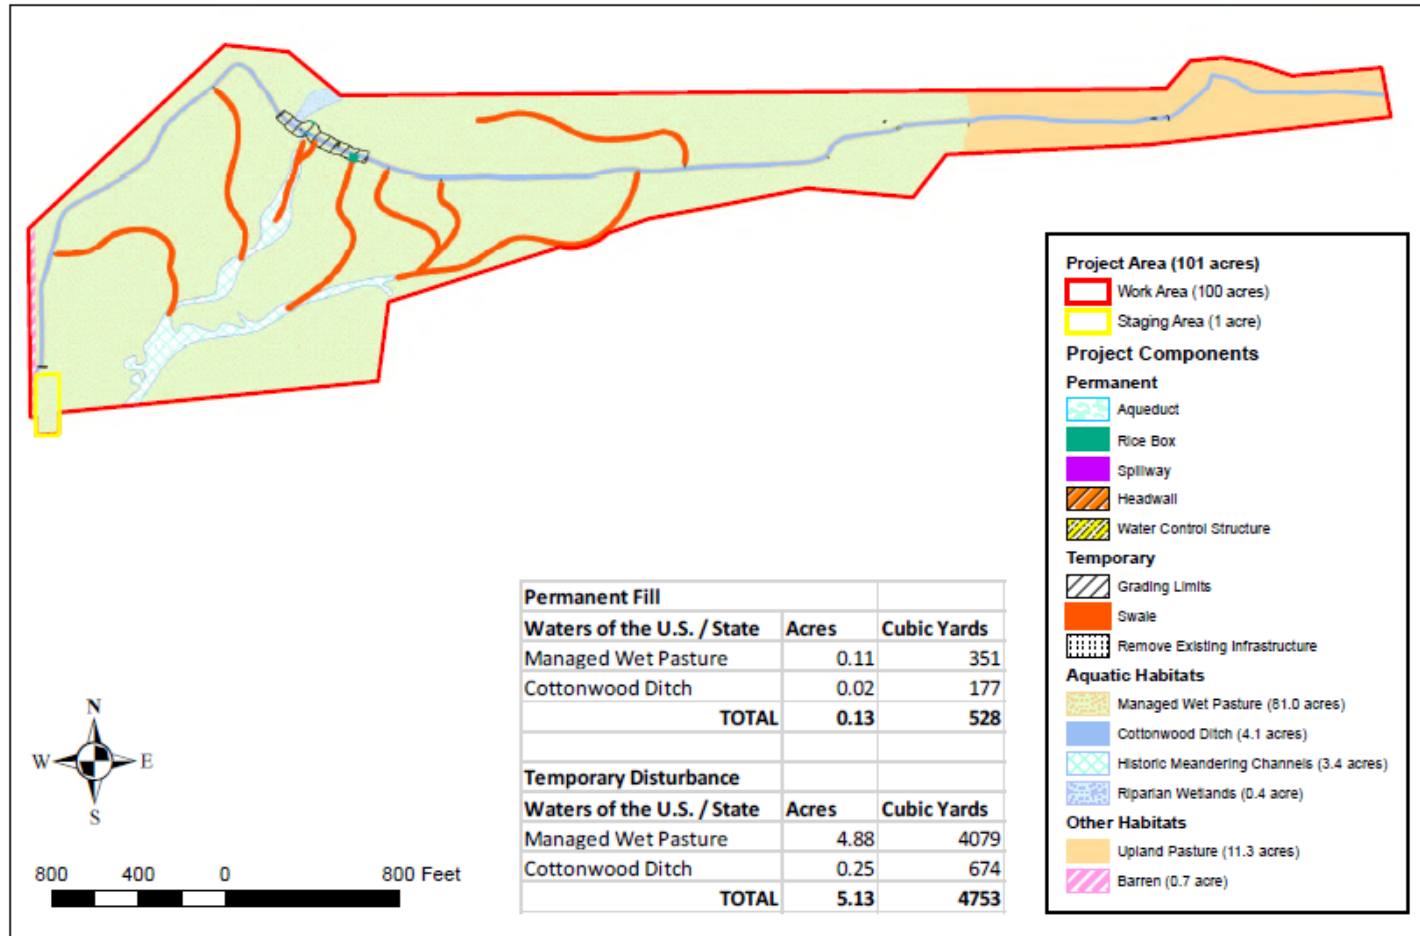 Project Area (101 acres)
Work Area (100 acres)
Staging Area (1 acre)
Project Components
Permanent
Aqueduct
Rice Box
Spillway
Headwall
Water Control Structure
Temporary
Grading Limits
Swale
Remove Existing Infrastructure
Aquatic Habitats
Managed Wet Pasture (81.0 acres)
Cottonwood Ditch (4.1 acres)
Historic Meandering Channels (3.4 acres)
Riparian Wetlands (0.4 acre)
Other Habitats
Upland Pasture (11.3 acres)
Barren (0.7 acre)
Permanent Fill
Waters of the U.S. / State Acres Cubic Yards
Managed Wet Pasture 0.11 351
Cottonwood Ditch 0.02 177
TOTAL 0.13 528
Temporary Disturbance
Waters of the U.S. / State Acres Cubic Yards
Managed Wet Pasture 4.88 4079
Cottonwood Ditch 0.25 674
TOTAL 5.13 4753
N
W E
S
800 400 0 800 Feet